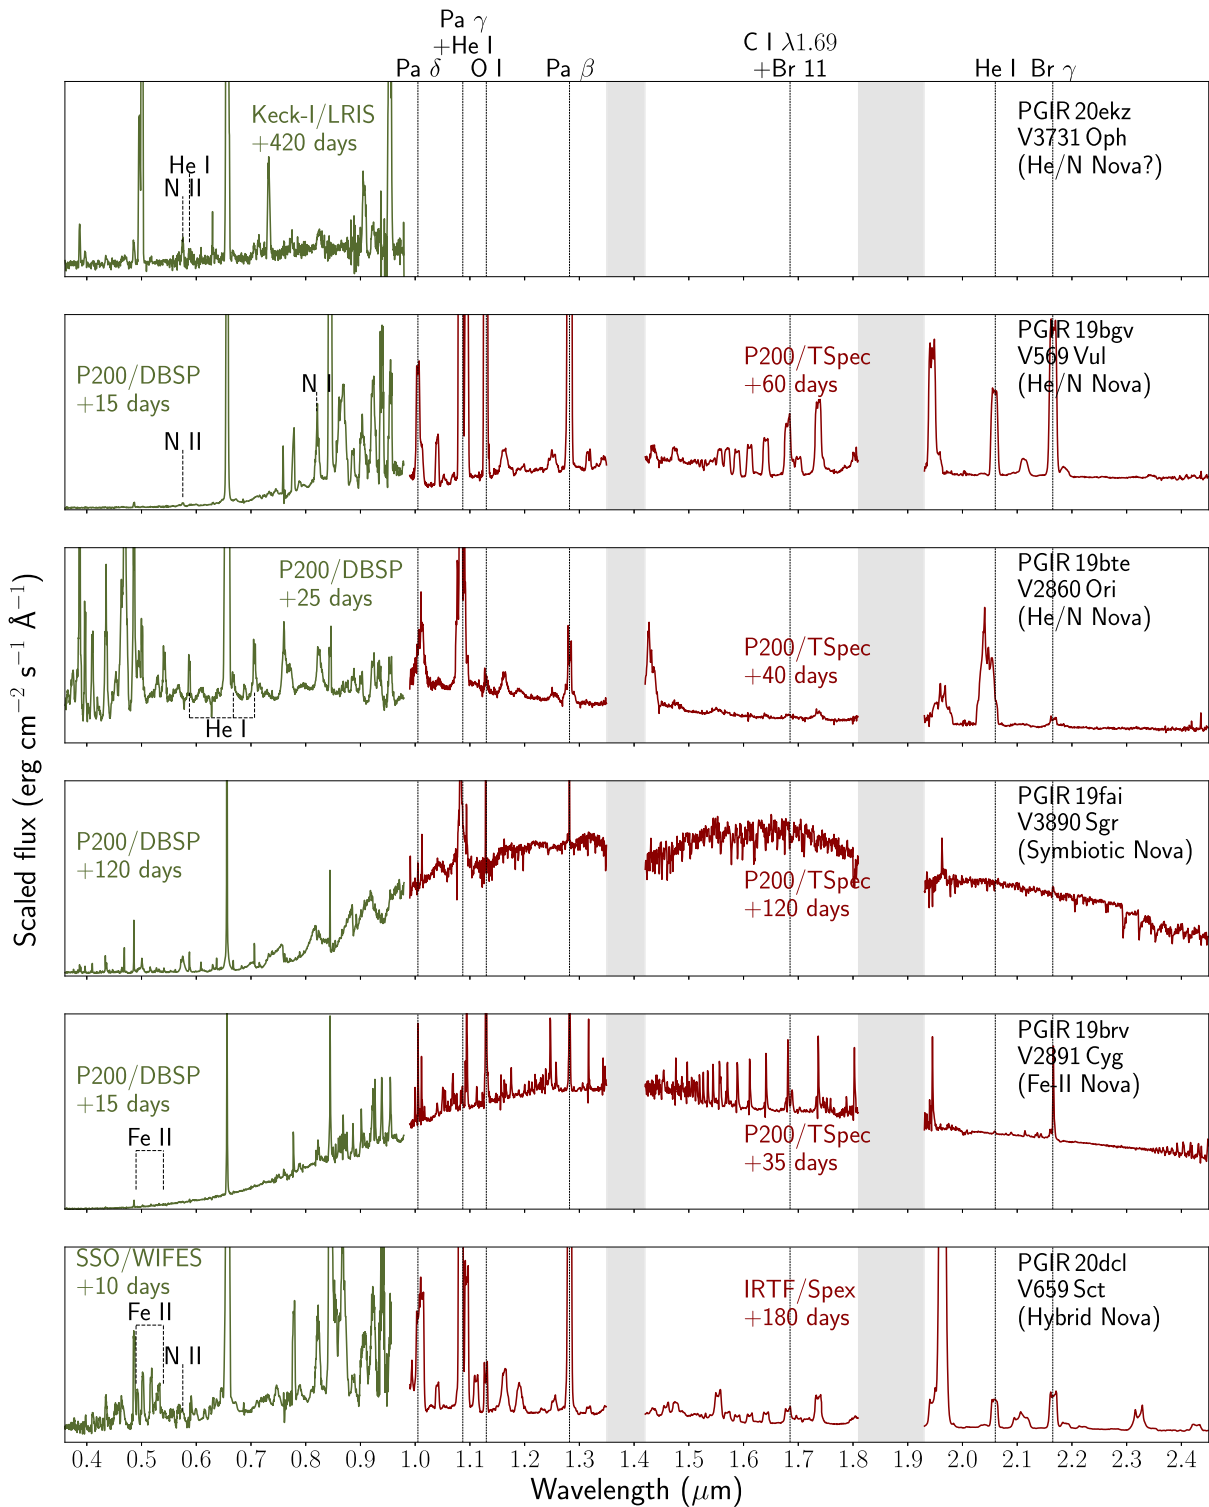 Pa γ
+He I
C I λ1.69
Pa δ O I Pa β +Br 11 He I Br γ
Keck-I/LRIS
+420 days
He I
N II
PGIR 20ekz
V3731 Oph
(He/N Nova?)
P200/DBSP
+15 days
N II
N I
P200/TSpec
+60 days
PGIR 19bgv
V569 Vul
(He/N Nova)
P200/DBSP
+25 days
He I
P200/TSpec
+40 days
PGIR 19bte
V2860 Ori
(He/N Nova)
P200/DBSP
+120 days
P200/TSpec
+120 days
PGIR 19fai
V3890 Sgr
(Symbiotic Nova)
P200/DBSP
+15 days
Fe II
P200/TSpec
+35 days
PGIR 19brv
V2891 Cyg
(Fe-II Nova)
SSO/WIFES
+10 days
Fe II
N II
IRTF/Spex
+180 days
PGIR 20dcl
V659 Sct
(Hybrid Nova)
Scaled flux (erg cm⁻² s⁻¹ Å⁻¹)
0.4 0.5 0.6 0.7 0.8 0.9 1.0 1.1 1.2 1.3 1.4 1.5 1.6 1.7 1.8 1.9 2.0 2.1 2.2 2.3 2.4
Wavelength (μm)